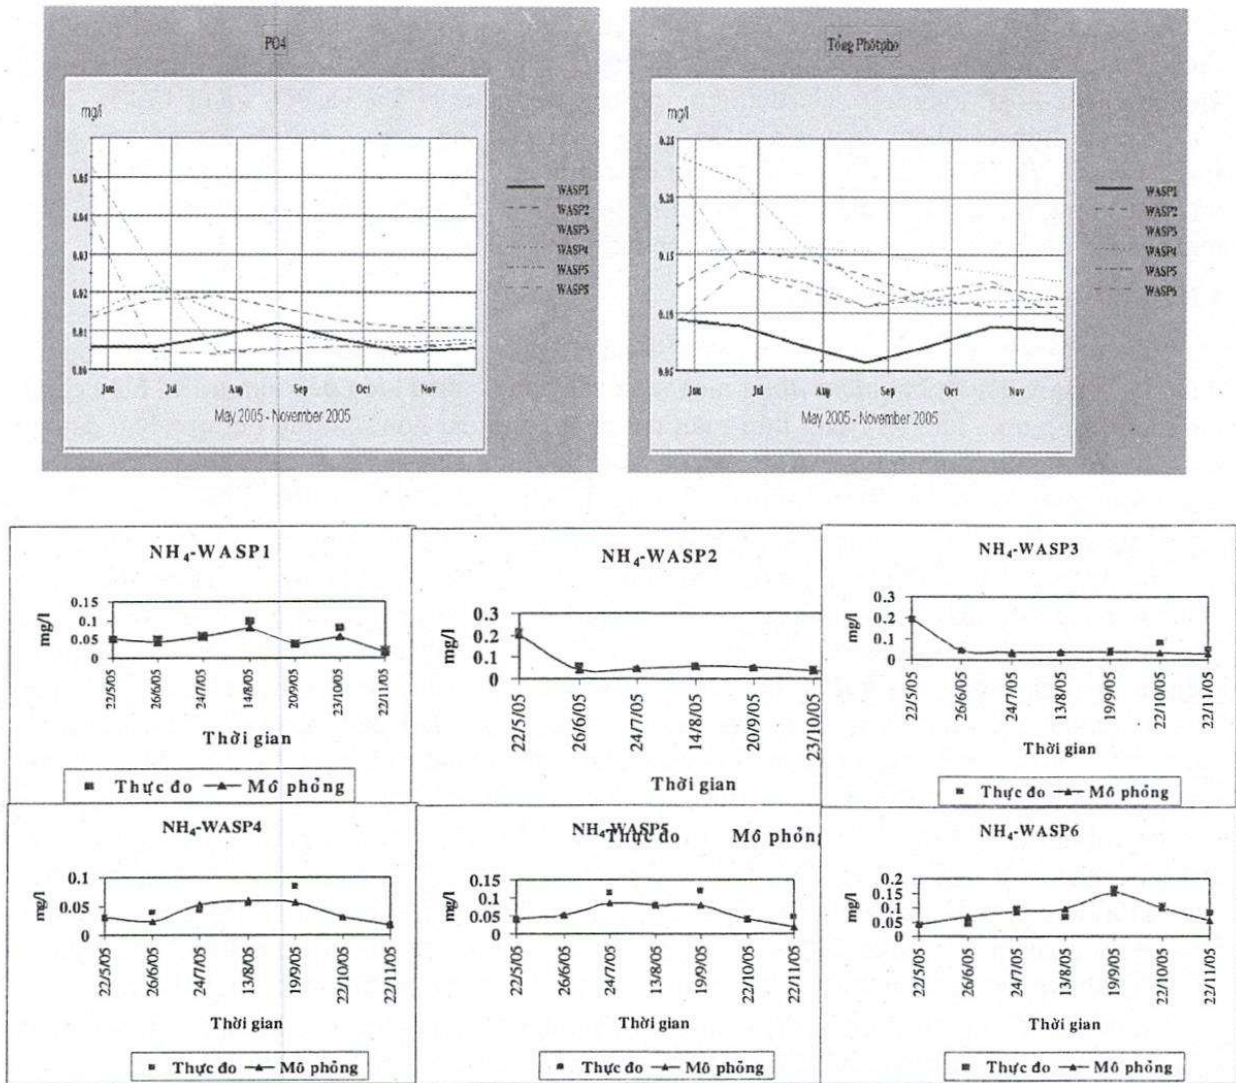 PO4
mg/l
0.05
0.04
0.03
0.02
0.01
0.00
Jun Jul Aug Sep Oct Nov
May 2005 - November 2005
WASP1
WASP2
WASP3
WASP4
WASP5
WASP6
Tổng Phôtpho
mg/l
0.25
0.20
0.15
0.10
0.05
Jun Jul Aug Sep Oct Nov
May 2005 - November 2005
WASP1
WASP2
WASP3
WASP4
WASP5
WASP6
NH4-WASP1
mg/l
0.15
0.1
0.05
0
22/5/05 26/6/05 24/7/05 14/8/05 20/9/05 23/10/05 22/11/05
Thời gian
Thực đo Mô phỏng
NH4-WASP2
mg/l
0.3
0.2
0.1
0
22/5/05 26/6/05 24/7/05 14/8/05 20/9/05 23/10/05
Thời gian
Thực đo Mô phỏng
NH4-WASP3
mg/l
0.3
0.2
0.1
0
22/5/05 26/6/05 24/7/05 13/8/05 19/9/05 22/10/05 22/11/05
Thời gian
Thực đo Mô phỏng
NH4-WASP4
mg/l
0.1
0.05
0
22/5/05 26/6/05 24/7/05 13/8/05 19/9/05 22/10/05 22/11/05
Thời gian
Thực đo Mô phỏng
NH4-WASP5
mg/l
0.15
0.1
0.05
0
22/5/05 26/6/05 24/7/05 13/8/05 19/9/05 22/10/05 22/11/05
Thời gian
Thực đo Mô phỏng
NH4-WASP6
mg/l
0.2
0.15
0.1
0.05
0
22/5/05 26/6/05 24/7/05 13/8/05 19/9/05 22/10/05 22/11/05
Thời gian
Thực đo Mô phỏng